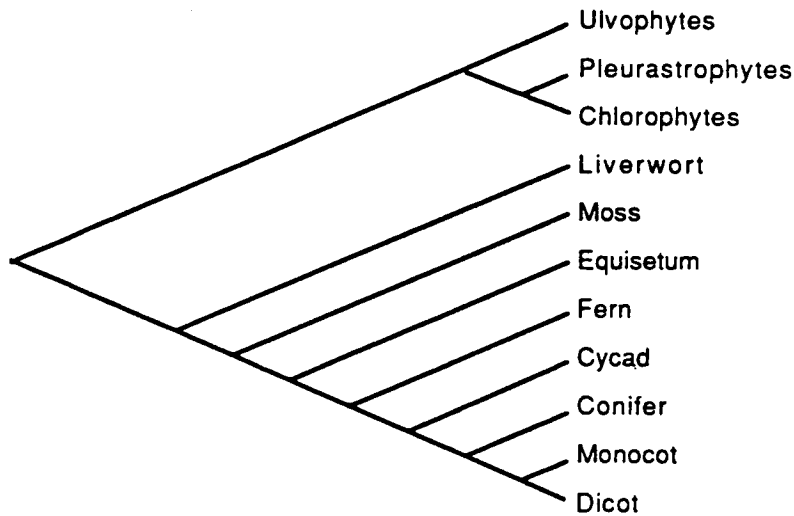 Ulvophytes
Pleurastrophytes
Chlorophytes
Liverwort
Moss
Equisetum
Fern
Cycad
Conifer
Monocot
Dicot